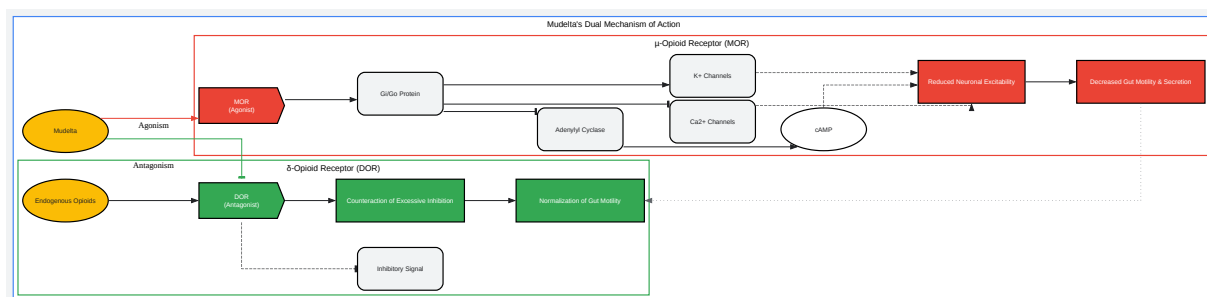 Mudelta's Dual Mechanism of Action
μ-Opioid Receptor (MOR)
K+ Channels
Reduced Neuronal Excitability
Decreased Gut Motility & Secretion
Gi/Go Protein
MOR
(Agonist)
Ca2+ Channels
Mudelta
Agonism
Adenylyl Cyclase
cAMP
Antagonism
δ-Opioid Receptor (DOR)
Endogenous Opioids
DOR
(Antagonist)
Counteraction of Excessive Inhibition
Normalization of Gut Motility
Inhibitory Signal